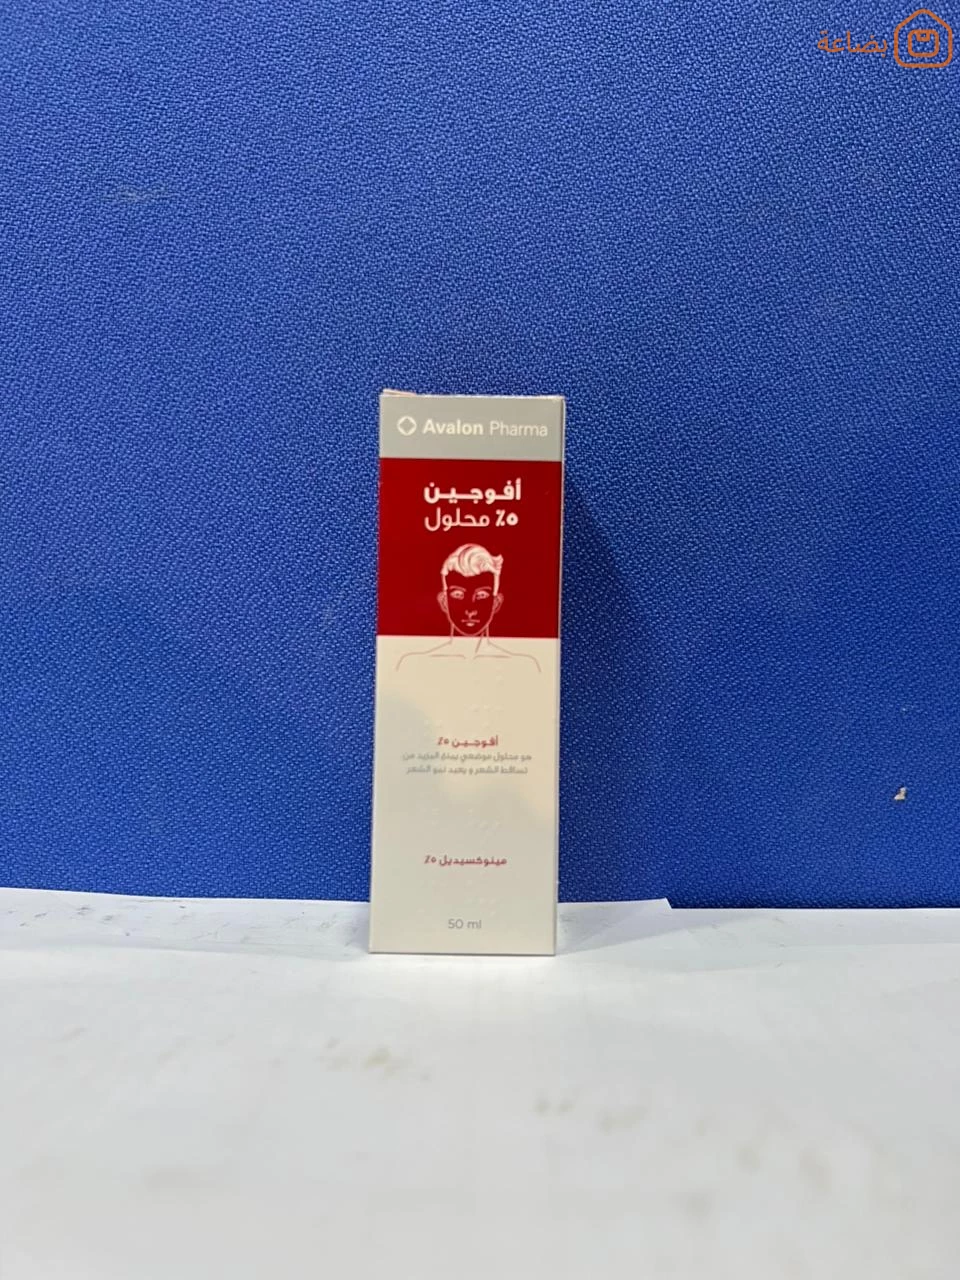 بضاعة
Avalon Pharma
أفوجين
٥٪ محلول
أفوجين ٥٪
هو محلول موضعي يمنع المزيد من
تساقط الشعر و يعيد نمو الشعر
مينوكسيديل ٥٪
50 ml